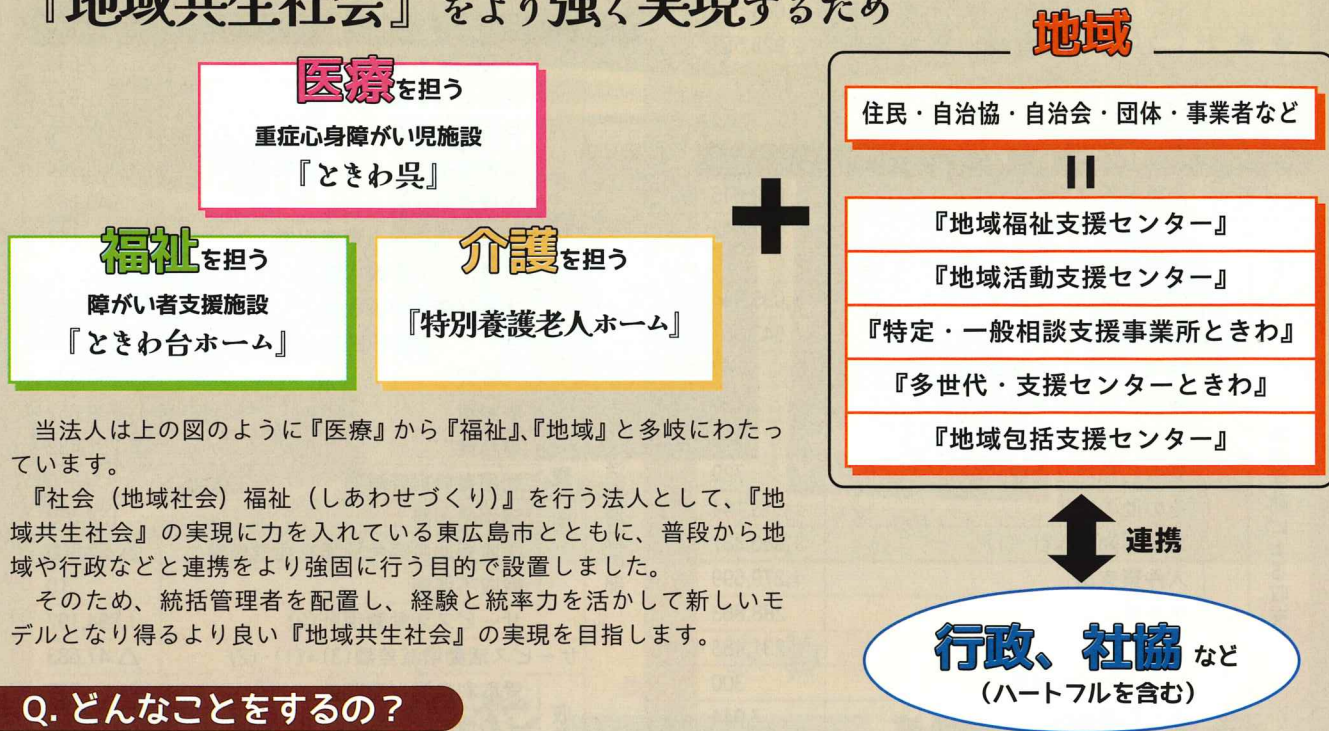 『地域共生社会』をより強く実現するため
医療を担う
重症心身障がい児施設
『ときわ呉』
福祉を担う
障がい者支援施設
『ときわ台ホーム』
介護を担う
『特別養護老人ホーム』
+
地域
住民・自治協・自治会・団体・事業者など
=
『地域福祉支援センター』
『地域活動支援センター』
『特定・一般相談支援事業所ときわ』
『多世代・支援センターときわ』
『地域包括支援センター』
連携
行政、社協など
(ハートフルを含む)
当法人は上の図のように『医療』から『福祉』、『地域』と多岐にわたっ
ています。
『社会(地域社会)福祉(しあわせづくり)』を行う法人として、『地
域共生社会』の実現に力を入れている東広島市とともに、普段から地
域や行政などと連携をより強固に行う目的で設置しました。
そのため、統括管理者を配置し、経験と統率力を活かして新しいモ
デルとなり得るより良い『地域共生社会』の実現を目指します。
Q. どんなことをするの?